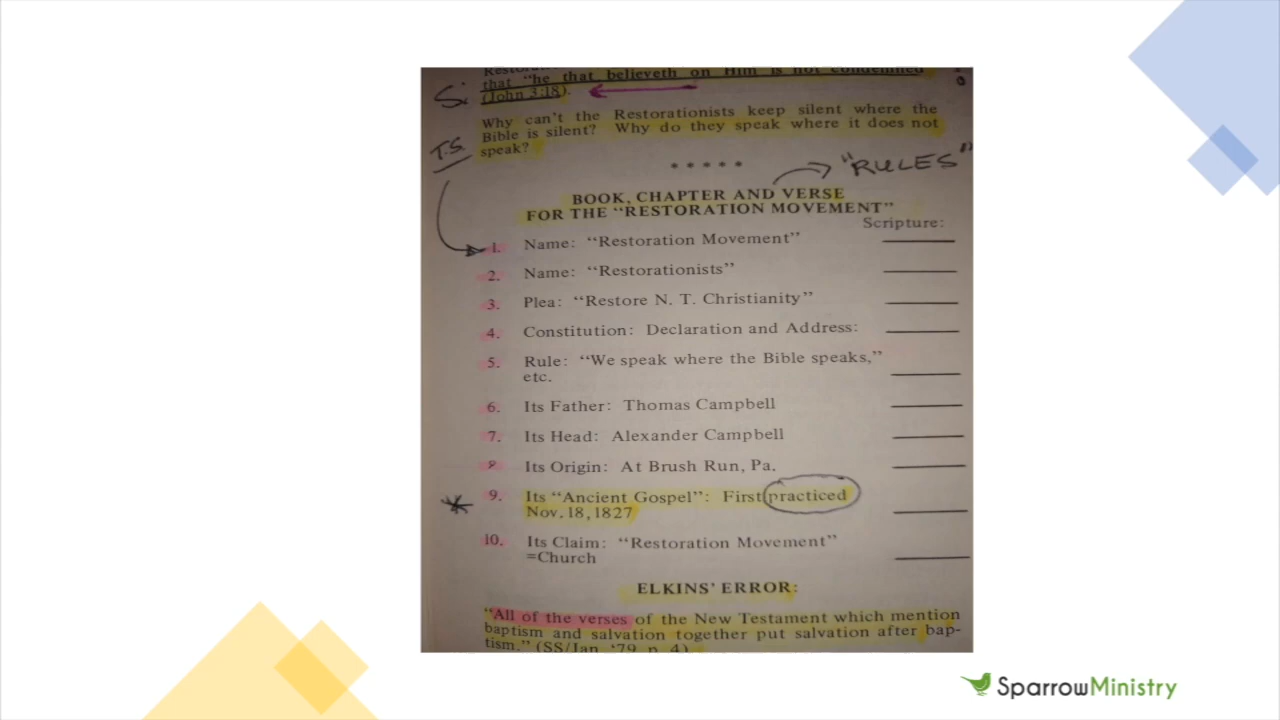 that "he that believeth on Him is not condemned
S: (John 3:18).
Why can't the Restorationists keep silent where the
Bible is silent? Why do they speak where it does not
T.S. speak?
* * * * *
"RULES"
BOOK, CHAPTER AND VERSE
FOR THE "RESTORATION MOVEMENT"
Scripture:
1. Name: "Restoration Movement"
2. Name: "Restorationists"
3. Plea: "Restore N. T. Christianity"
4. Constitution: Declaration and Address:
5. Rule: "We speak where the Bible speaks,"
etc.
6. Its Father: Thomas Campbell
7. Its Head: Alexander Campbell
8. Its Origin: At Brush Run, Pa.
9. Its "Ancient Gospel": First practiced
Nov. 18, 1827
10. Its Claim: "Restoration Movement"
=Church
ELKINS' ERROR:
"All of the verses of the New Testament which mention
baptism and salvation together put salvation after bap-
tism." (SS/Jan. '79, p. 4)
SparrowMinistry